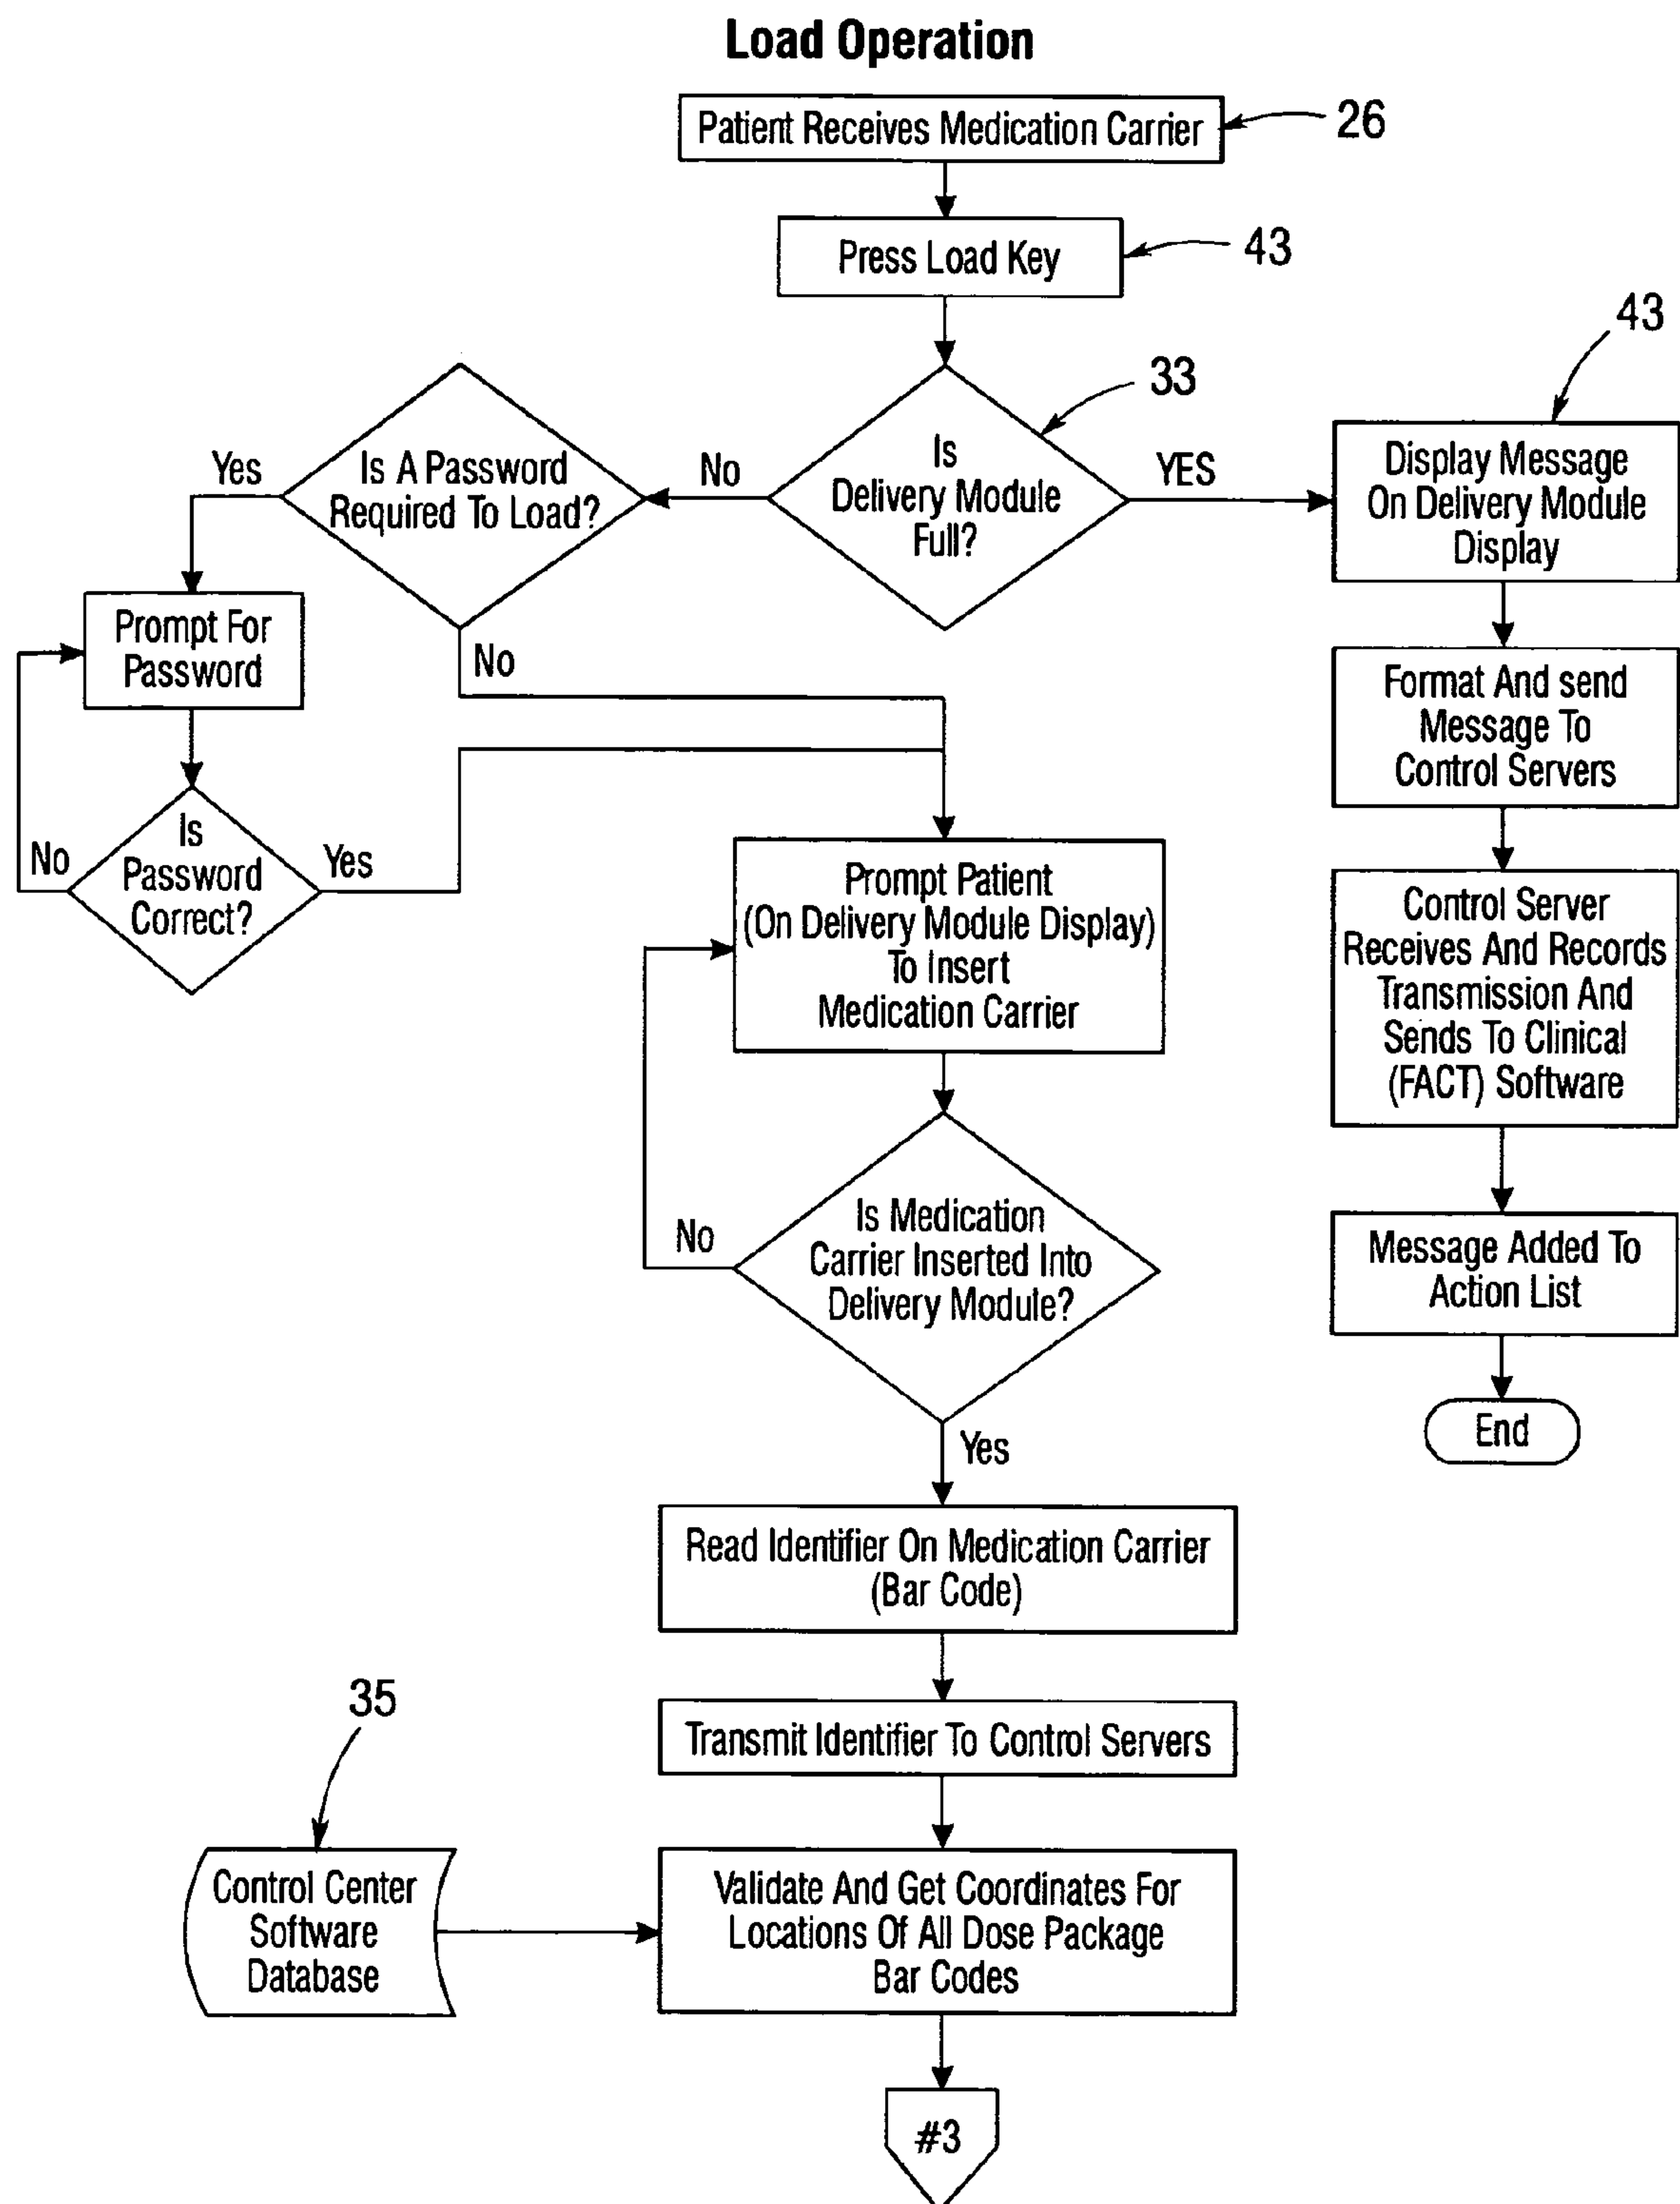 Load Operation
Patient Receives Medication Carrier
26
Press Load Key
43
43
33
Is
Delivery Module
Full?
No
YES
Is A Password
Required To Load?
Yes
No
Display Message
On Delivery Module
Display
Prompt For
Password
Format And send
Message To
Control Servers
Is
Password
Correct?
No
Yes
Prompt Patient
(On Delivery Module Display)
To Insert
Medication Carrier
Control Server
Receives And Records
Transmission And
Sends To Clinical
(FACT) Software
Is Medication
Carrier Inserted Into
Delivery Module?
No
Yes
Message Added To
Action List
End
Read Identifier On Medication Carrier
(Bar Code)
Transmit Identifier To Control Servers
35
Control Center
Software
Database
Validate And Get Coordinates For
Locations Of All Dose Package
Bar Codes
#3